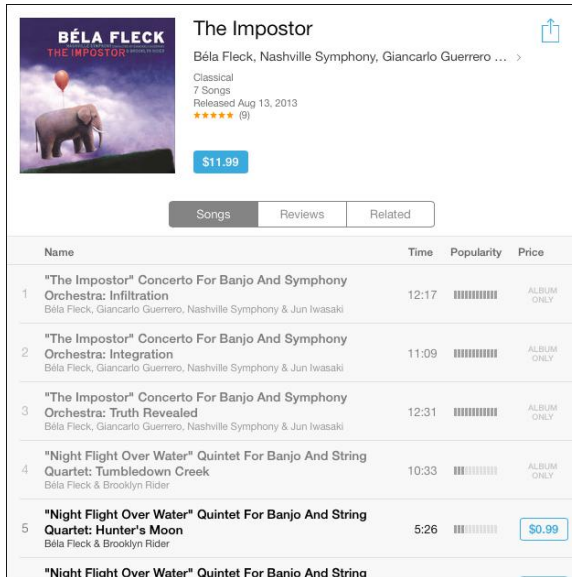 BÉLA FLECK
THE IMPOSTOR
The Impostor
Béla Fleck, Nashville Symphony, Giancarlo Guerrero ... >
Classical
7 Songs
Released Aug 13, 2013
★★★★★ (9)
$11.99
Songs Reviews Related
Name Time Popularity Price
1 "The Impostor" Concerto For Banjo And Symphony
Orchestra: Infiltration 12:17 ALBUM ONLY
Béla Fleck, Giancarlo Guerrero, Nashville Symphony & Jun Iwasaki
2 "The Impostor" Concerto For Banjo And Symphony
Orchestra: Integration 11:09 ALBUM ONLY
Béla Fleck, Giancarlo Guerrero, Nashville Symphony & Jun Iwasaki
3 "The Impostor" Concerto For Banjo And Symphony
Orchestra: Truth Revealed 12:31 ALBUM ONLY
Béla Fleck, Giancarlo Guerrero, Nashville Symphony & Jun Iwasaki
4 "Night Flight Over Water" Quintet For Banjo And String
Quartet: Tumbledown Creek 10:33 ALBUM ONLY
Béla Fleck & Brooklyn Rider
5 "Night Flight Over Water" Quintet For Banjo And String
Quartet: Hunter's Moon 5:26 $0.99
Béla Fleck & Brooklyn Rider
"Night Flight Over Water" Quintet For Banjo And String